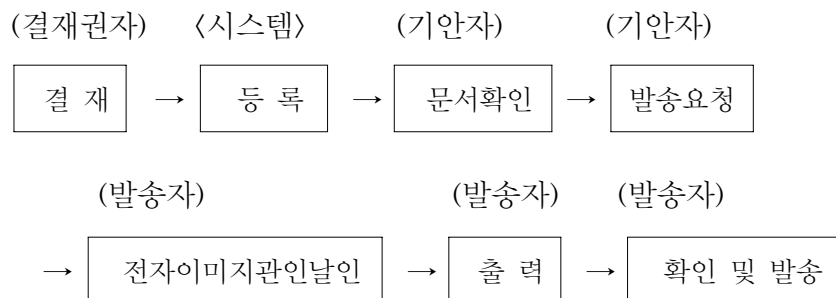 (결재권자) 〈시스템〉 (기안자) (기안자)
결 재 → 등 록 → 문서확인 → 발송요청
(발송자) (발송자) (발송자)
→ 전자이미지관인날인 → 출 력 → 확인 및 발송